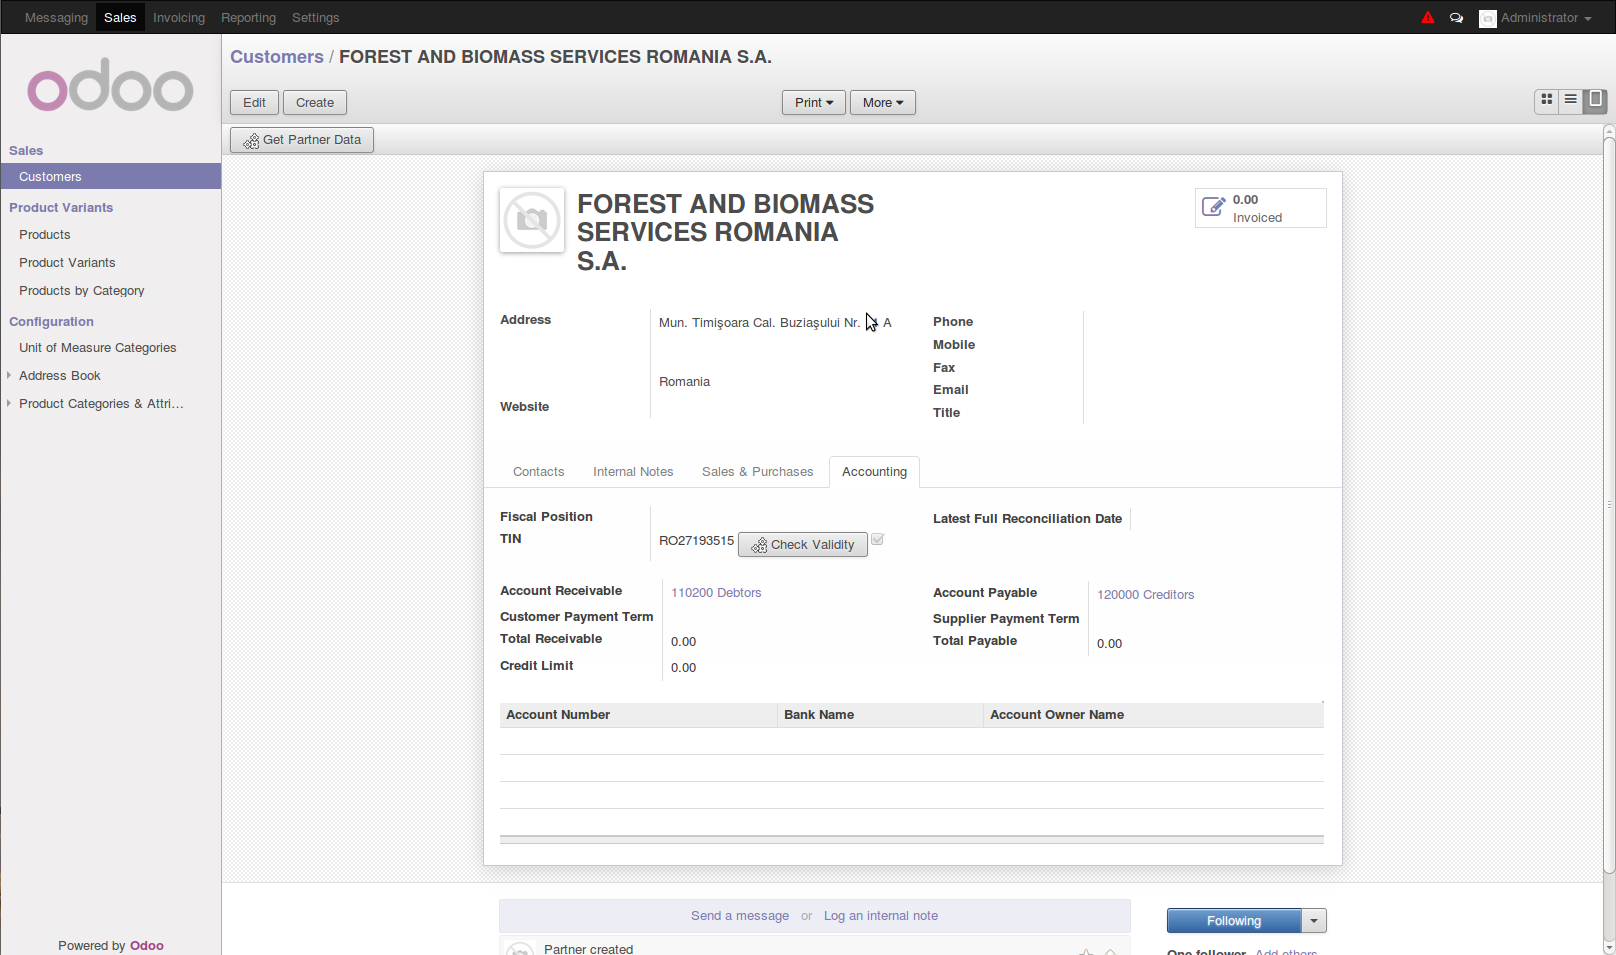 Messaging Sales Invoicing Reporting Settings Administrator
odoo
Customers / FOREST AND BIOMASS SERVICES ROMANIA S.A.
Edit Create Print More
Get Partner Data
Sales
Customers
Product Variants
Products
Product Variants
Products by Category
Configuration
Unit of Measure Categories
Address Book
Product Categories & Attri...
Powered by Odoo
FOREST AND BIOMASS
SERVICES ROMANIA
S.A.
0.00
Invoiced
Address
Mun. Timişoara Cal. Buziaşului Nr. A
Romania
Website
Phone
Mobile
Fax
Email
Title
Contacts Internal Notes Sales & Purchases Accounting
Fiscal Position
TIN RO27193515 Check Validity
Latest Full Reconciliation Date
Account Receivable 110200 Debtors
Customer Payment Term
Total Receivable 0.00
Credit Limit 0.00
Account Payable 120000 Creditors
Supplier Payment Term
Total Payable 0.00
Account Number Bank Name Account Owner Name
Send a message or Log an internal note
Following
Partner created
One follower Add others